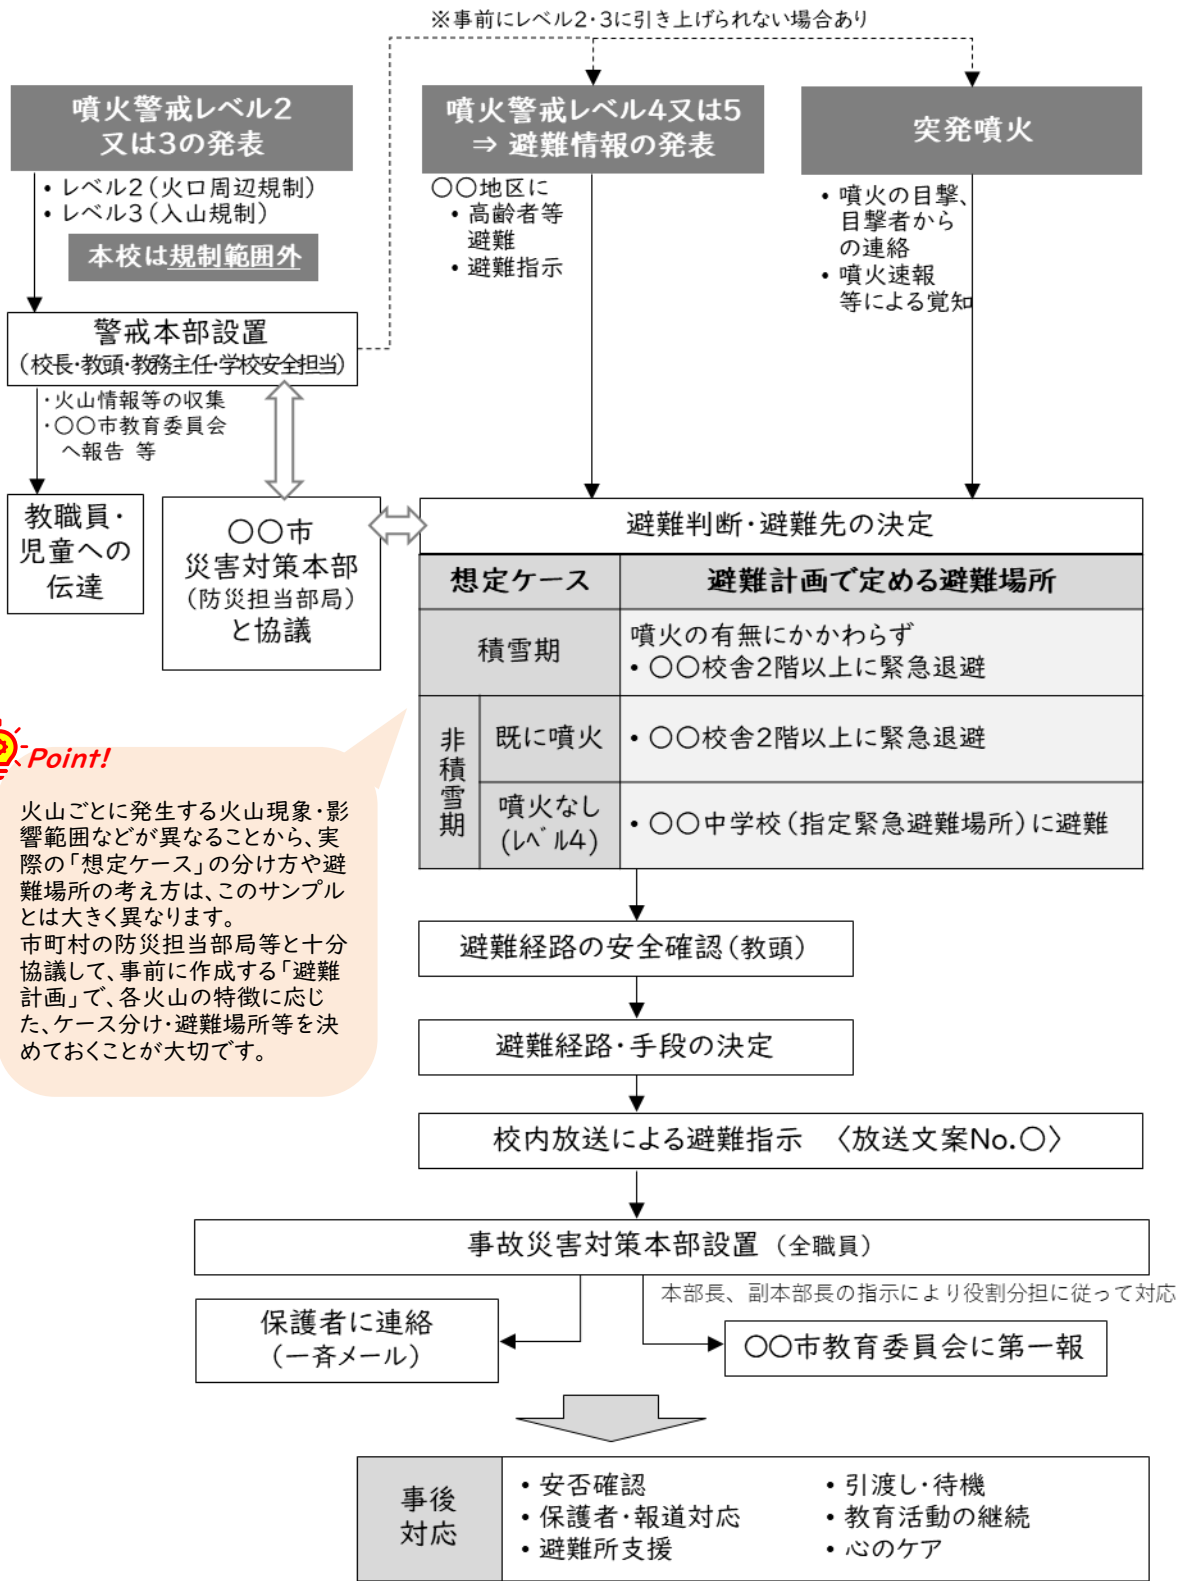 ※事前にレベル2・3に引き上げられない場合あり
噴火警戒レベル2
又は3の発表
・レベル2（火口周辺規制）
・レベル3（入山規制）
本校は規制範囲外
噴火警戒レベル4又は5
⇒ 避難情報の発表
〇〇地区に
・高齢者等
避難
・避難指示
突発噴火
・噴火の目撃、
目撃者から
の連絡
・噴火速報
等による覚知
警戒本部設置
（校長・教頭・教務主任・学校安全担当）
・火山情報等の収集
・〇〇市教育委員会
へ報告 等
教職員・
児童への
伝達
〇〇市
災害対策本部
（防災担当部局）
と協議
避難判断・避難先の決定
想定ケース
避難計画で定める避難場所
積雪期
噴火の有無にかかわらず
・〇〇校舎2階以上に緊急退避
非積雪期
既に噴火
・〇〇校舎2階以上に緊急退避
噴火なし
（レベル4）
・〇〇中学校（指定緊急避難場所）に避難
Point!
火山ごとに発生する火山現象・影
響範囲などが異なることから、実
際の「想定ケース」の分け方や避
難場所の考え方は、このサンプル
とは大きく異なります。
市町村の防災担当部局等と十分
協議して、事前に作成する「避難
計画」で、各火山の特徴に応じ
た、ケース分け・避難場所等を決
めておくことが大切です。
避難経路の安全確認（教頭）
避難経路・手段の決定
校内放送による避難指示 〈放送文案No.〇〉
事故災害対策本部設置（全職員）
本部長、副本部長の指示により役割分担に従って対応
保護者に連絡
（一斉メール）
〇〇市教育委員会に第一報
事後
対応
・安否確認
・保護者・報道対応
・避難所支援
・引渡し・待機
・教育活動の継続
・心のケア